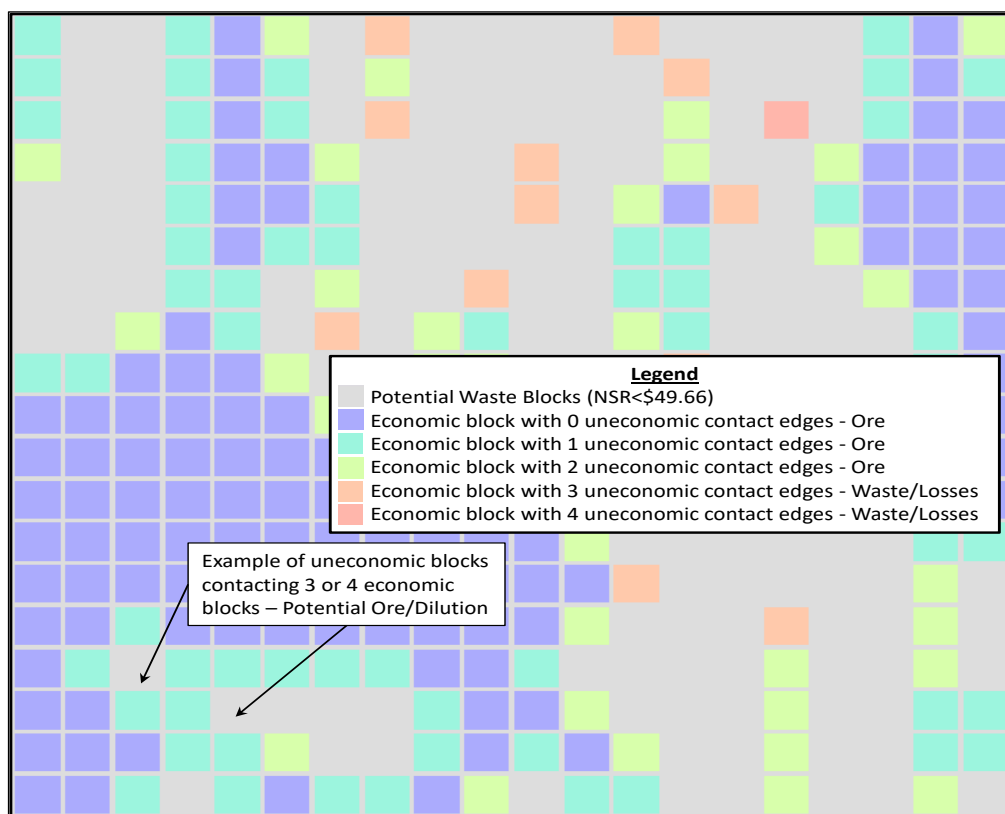 Legend
Potential Waste Blocks (NSR<$49.66)
Economic block with 0 uneconomic contact edges - Ore
Economic block with 1 uneconomic contact edges - Ore
Economic block with 2 uneconomic contact edges - Ore
Economic block with 3 uneconomic contact edges - Waste/Losses
Economic block with 4 uneconomic contact edges - Waste/Losses
Example of uneconomic blocks
contacting 3 or 4 economic
blocks – Potential Ore/Dilution